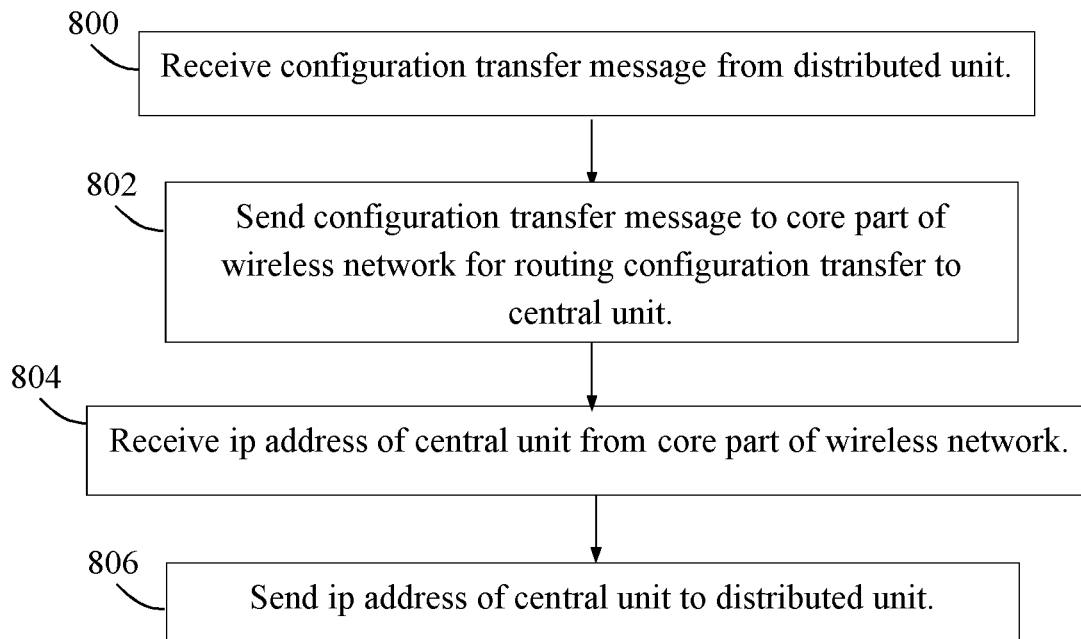 800
Receive configuration transfer message from distributed unit.
802
Send configuration transfer message to core part of
wireless network for routing configuration transfer to
central unit.
804
Receive ip address of central unit from core part of wireless network.
806
Send ip address of central unit to distributed unit.